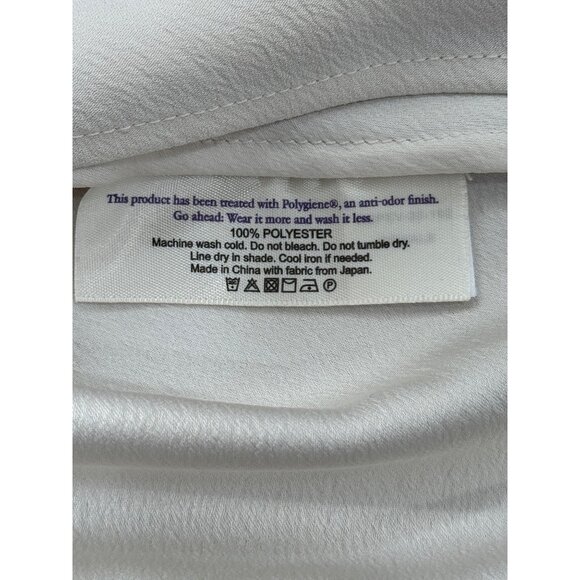 This product has been treated with Polygiene®, an anti-odor finish.
Go ahead: Wear it more and wash it less.
100% POLYESTER
Machine wash cold. Do not bleach. Do not tumble dry.
Line dry in shade. Cool iron if needed.
Made in China with fabric from Japan.